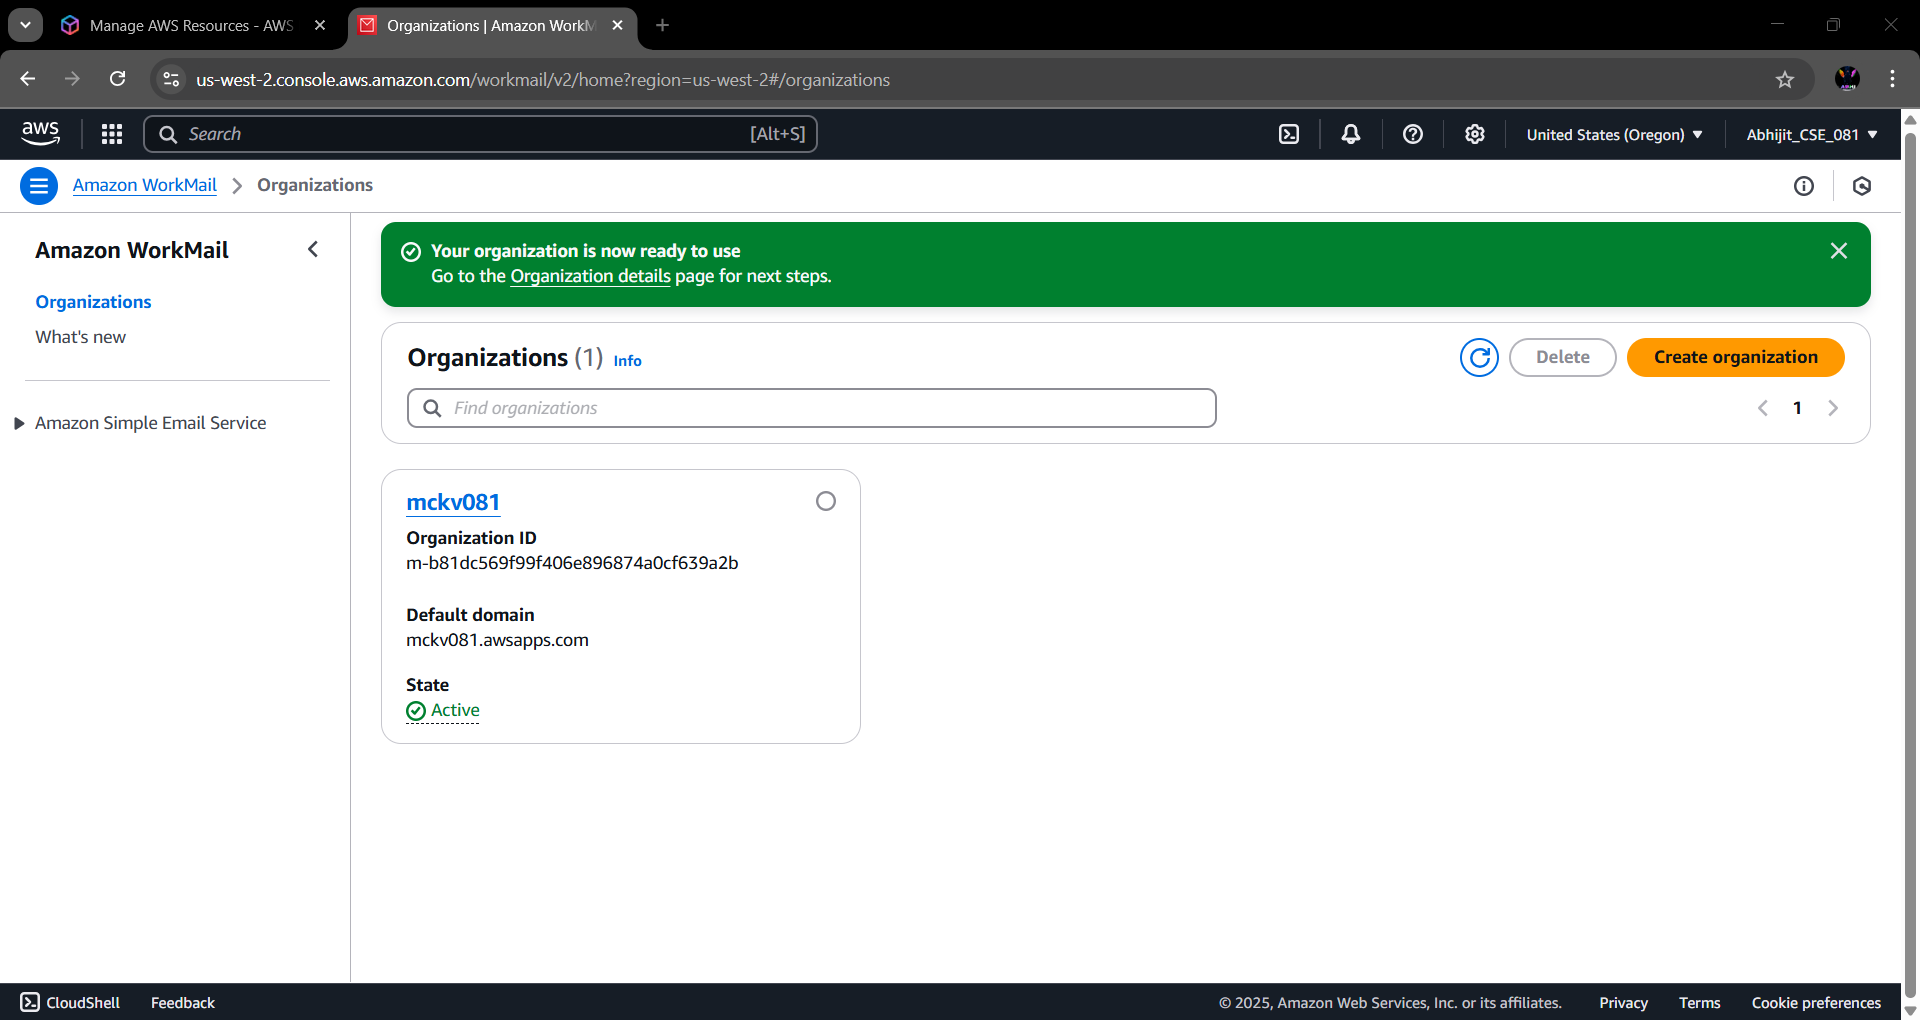 Manage AWS Resources - AWS
Organizations | Amazon WorkM
us-west-2.console.aws.amazon.com/workmail/v2/home?region=us-west-2#/organizations
aws
Search
[Alt+S]
United States (Oregon)
Abhijit_CSE_081
Amazon WorkMail
Organizations
Amazon WorkMail
Organizations
What's new
Amazon Simple Email Service
Your organization is now ready to use
Go to the Organization details page for next steps.
Organizations (1) Info
Delete
Create organization
Find organizations
1
mckv081
Organization ID
m-b81dc569f99f406e896874a0cf639a2b
Default domain
mckv081.awsapps.com
State
Active
CloudShell
Feedback
© 2025, Amazon Web Services, Inc. or its affiliates.
Privacy
Terms
Cookie preferences